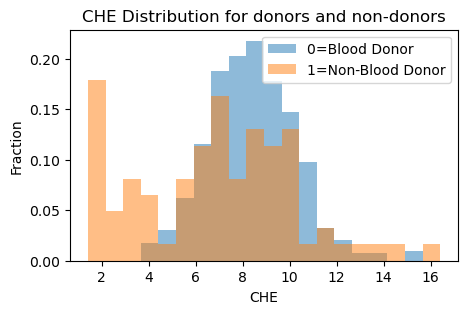 CHE Distribution for donors and non-donors
0=Blood Donor
1=Non-Blood Donor
Fraction
0.20
0.15
0.10
0.05
0.00
2 4 6 8 10 12 14 16
CHE